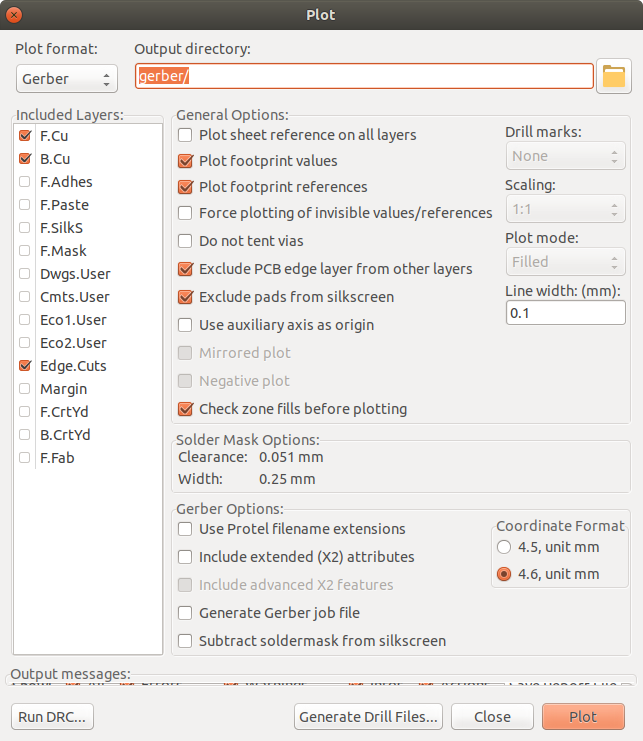 Plot
Plot format:
Output directory:
Gerber
gerber/
Included Layers:
F.Cu
B.Cu
F.Adhes
F.Paste
F.SilkS
F.Mask
Dwgs.User
Cmts.User
Eco1.User
Eco2.User
Edge.Cuts
Margin
F.CrtYd
B.CrtYd
F.Fab
General Options:
Plot sheet reference on all layers
Plot footprint values
Plot footprint references
Force plotting of invisible values/references
Do not tent vias
Exclude PCB edge layer from other layers
Exclude pads from silkscreen
Use auxiliary axis as origin
Mirrored plot
Negative plot
Check zone fills before plotting
Drill marks:
None
Scaling:
1:1
Plot mode:
Filled
Line width: (mm):
0.1
Solder Mask Options:
Clearance: 0.051 mm
Width: 0.25 mm
Gerber Options:
Use Protel filename extensions
Include extended (X2) attributes
Include advanced X2 features
Generate Gerber job file
Subtract soldermask from silkscreen
Coordinate Format
4.5, unit mm
4.6, unit mm
Output messages:
Run DRC...
Generate Drill Files...
Close
Plot